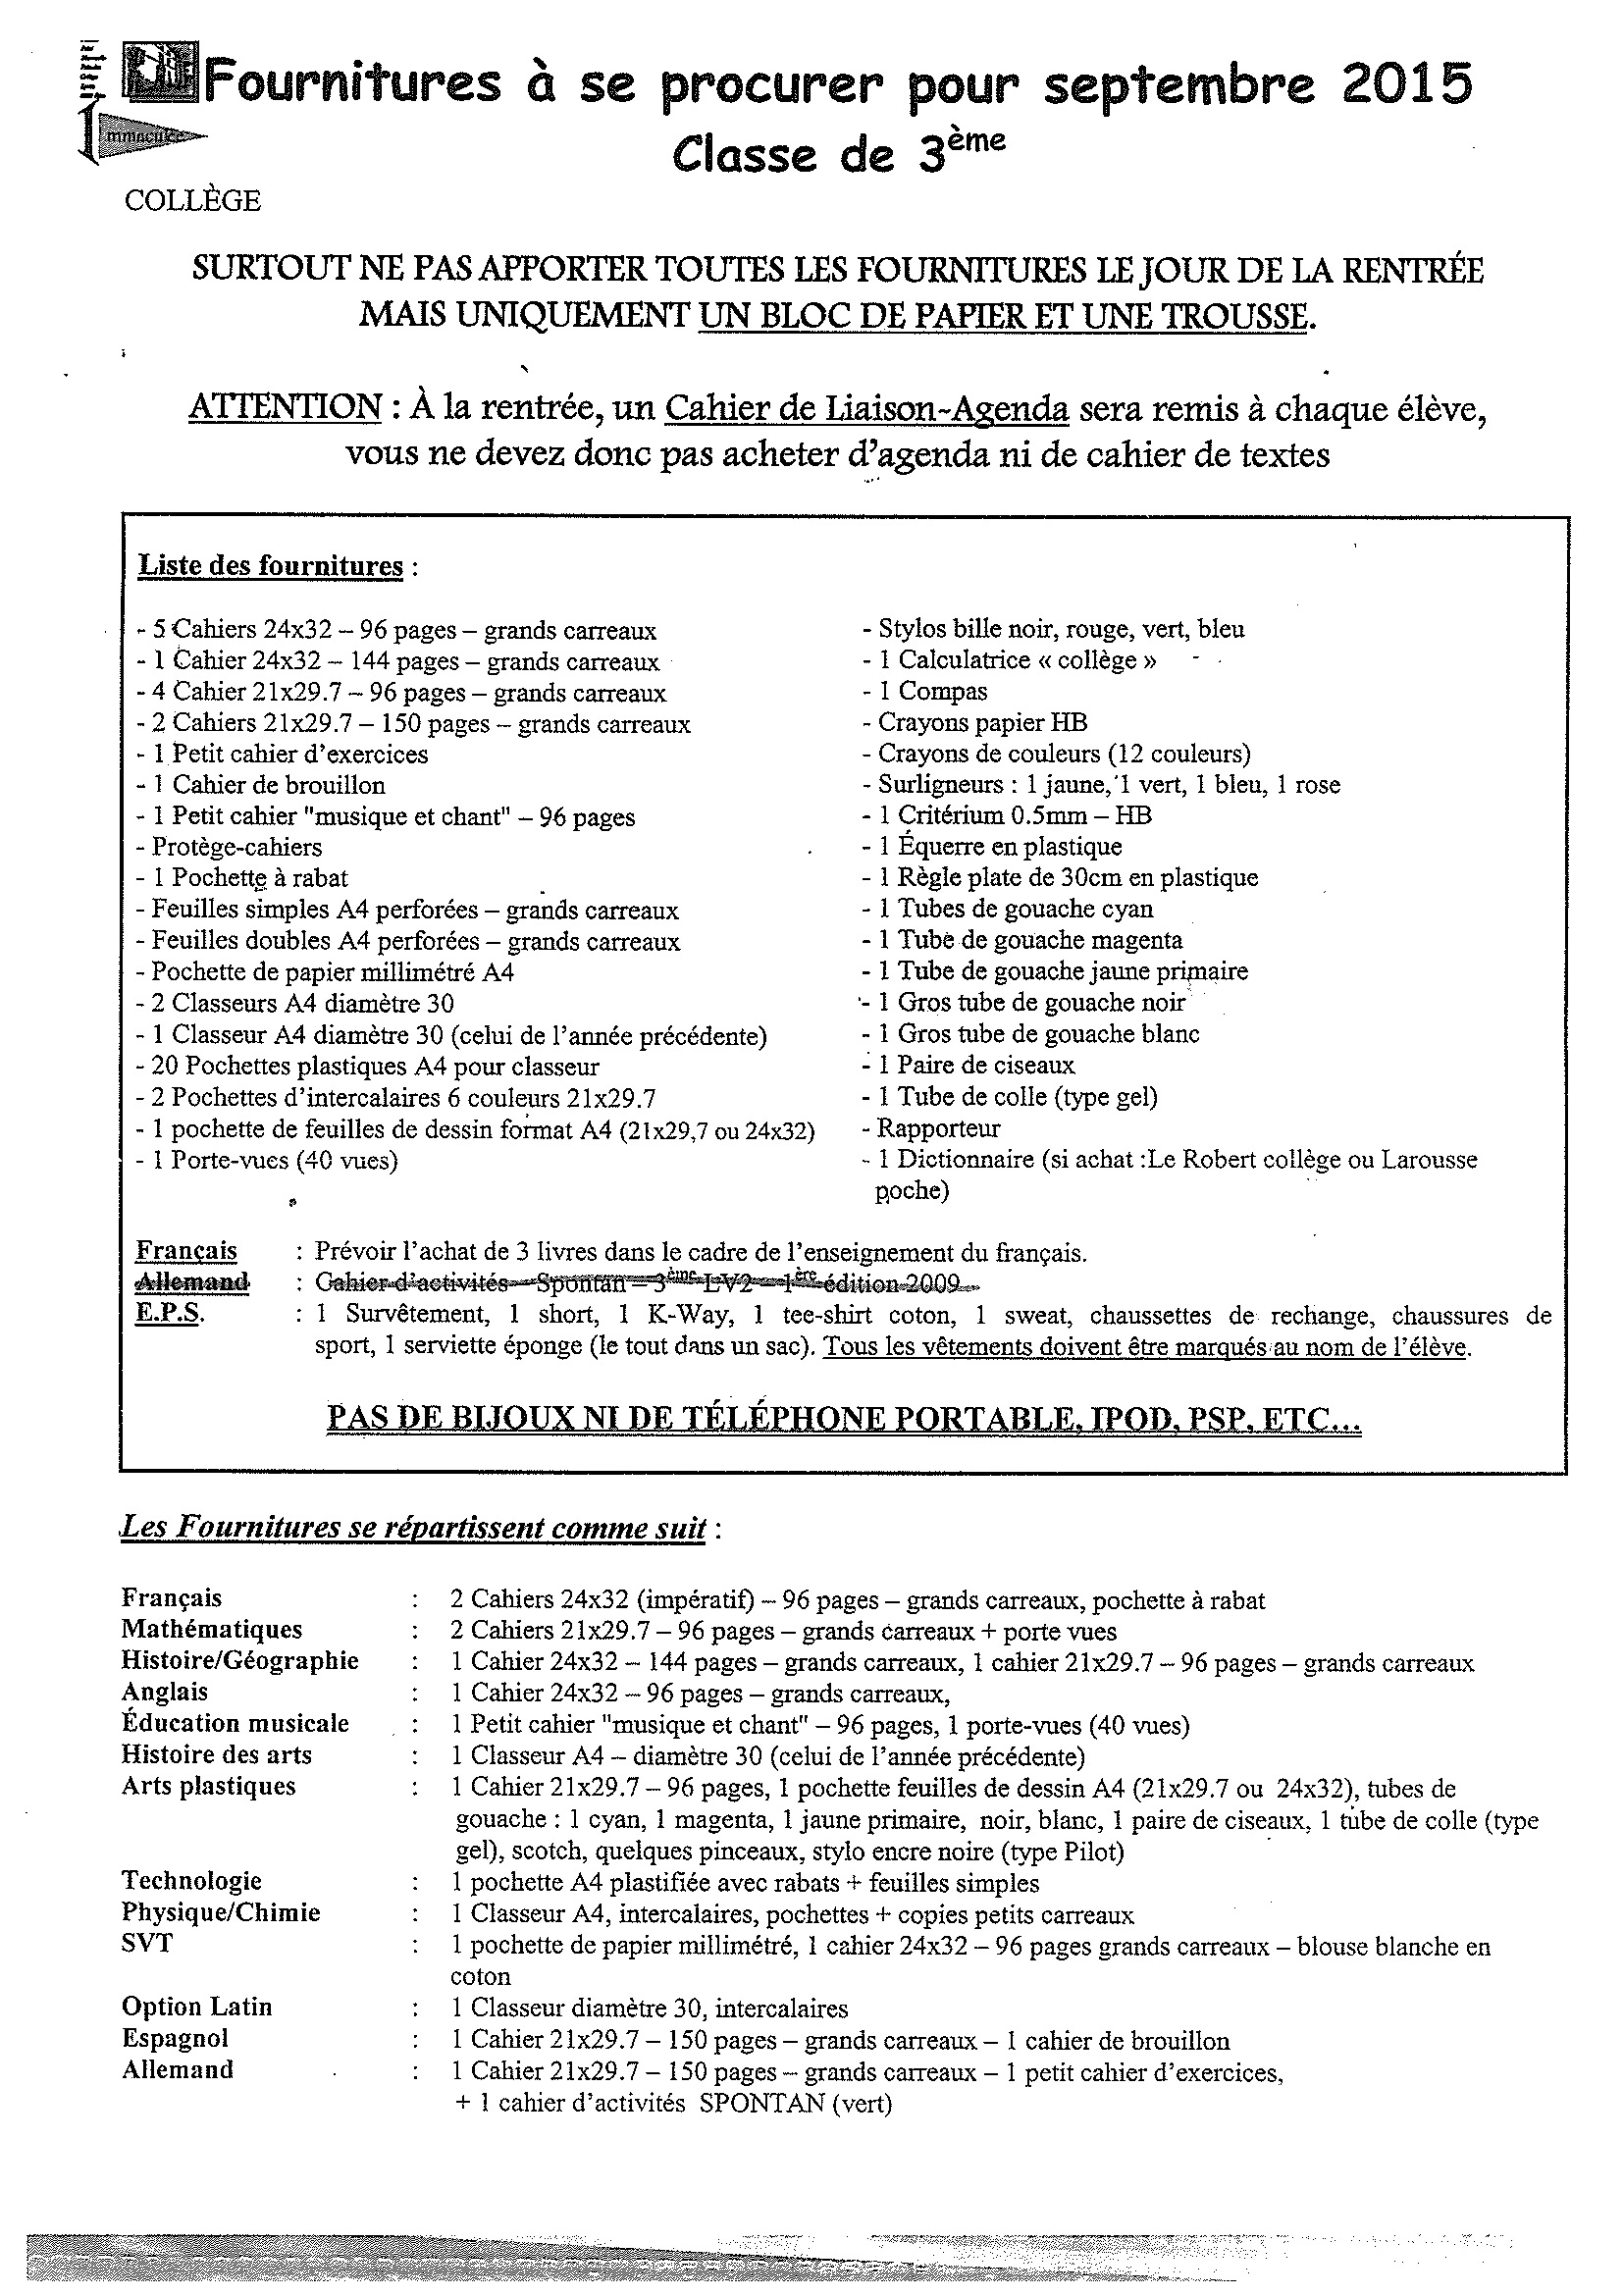 Fournitures à se procurer pour septembre 2015
Classe de 3ème
Immaculée
COLLÈGE
SURTOUT NE PAS APPORTER TOUTES LES FOURNITURES LE JOUR DE LA RENTRÉE
MAIS UNIQUEMENT UN BLOC DE PAPIER ET UNE TROUSSE.
ATTENTION : À la rentrée, un Cahier de Liaison-Agenda sera remis à chaque élève,
vous ne devez donc pas acheter d'agenda ni de cahier de textes
Liste des fournitures :
- 5 Cahiers 24x32 – 96 pages – grands carreaux
- 1 Cahier 24x32 – 144 pages – grands carreaux
- 4 Cahier 21x29.7 – 96 pages – grands carreaux
- 2 Cahiers 21x29.7 – 150 pages – grands carreaux
- 1 Petit cahier d'exercices
- 1 Cahier de brouillon
- 1 Petit cahier "musique et chant" – 96 pages
- Protège-cahiers
- 1 Pochette à rabat
- Feuilles simples A4 perforées – grands carreaux
- Feuilles doubles A4 perforées – grands carreaux
- Pochette de papier millimétré A4
- 2 Classeurs A4 diamètre 30
- 1 Classeur A4 diamètre 30 (celui de l'année précédente)
- 20 Pochettes plastiques A4 pour classeur
- 2 Pochettes d'intercalaires 6 couleurs 21x29.7
- 1 pochette de feuilles de dessin format A4 (21x29,7 ou 24x32)
- 1 Porte-vues (40 vues)
- Stylos bille noir, rouge, vert, bleu
- 1 Calculatrice « collège »
- 1 Compas
- Crayons papier HB
- Crayons de couleurs (12 couleurs)
- Surligneurs : 1 jaune, 1 vert, 1 bleu, 1 rose
- 1 Critérium 0.5mm – HB
- 1 Équerre en plastique
- 1 Règle plate de 30cm en plastique
- 1 Tubes de gouache cyan
- 1 Tube de gouache magenta
- 1 Tube de gouache jaune primaire
- 1 Gros tube de gouache noir
- 1 Gros tube de gouache blanc
- 1 Paire de ciseaux
- 1 Tube de colle (type gel)
- Rapporteur
- 1 Dictionnaire (si achat :Le Robert collège ou Larousse
poche)
Français : Prévoir l'achat de 3 livres dans le cadre de l'enseignement du français.
Allemand : Cahier d'activités – Spontan – 3ème LV2 – 1ère édition 2009
E.P.S. : 1 Survêtement, 1 short, 1 K-Way, 1 tee-shirt coton, 1 sweat, chaussettes de rechange, chaussures de
sport, 1 serviette éponge (le tout dans un sac). Tous les vêtements doivent être marqués au nom de l'élève.
PAS DE BIJOUX NI DE TÉLÉPHONE PORTABLE, IPOD, PSP, ETC...
Les Fournitures se répartissent comme suit :
Français : 2 Cahiers 24x32 (impératif) – 96 pages – grands carreaux, pochette à rabat
Mathématiques : 2 Cahiers 21x29.7 – 96 pages – grands carreaux + porte vues
Histoire/Géographie : 1 Cahier 24x32 – 144 pages – grands carreaux, 1 cahier 21x29.7 – 96 pages – grands carreaux
Anglais : 1 Cahier 24x32 – 96 pages – grands carreaux,
Éducation musicale : 1 Petit cahier "musique et chant" – 96 pages, 1 porte-vues (40 vues)
Histoire des arts : 1 Classeur A4 – diamètre 30 (celui de l'année précédente)
Arts plastiques : 1 Cahier 21x29.7 – 96 pages, 1 pochette feuilles de dessin A4 (21x29.7 ou 24x32), tubes de
gouache : 1 cyan, 1 magenta, 1 jaune primaire, noir, blanc, 1 paire de ciseaux, 1 tube de colle (type
gel), scotch, quelques pinceaux, stylo encre noire (type Pilot)
Technologie : 1 pochette A4 plastifiée avec rabats + feuilles simples
Physique/Chimie : 1 Classeur A4, intercalaires, pochettes + copies petits carreaux
SVT : 1 pochette de papier millimétré, 1 cahier 24x32 – 96 pages grands carreaux – blouse blanche en
coton
Option Latin : 1 Classeur diamètre 30, intercalaires
Espagnol : 1 Cahier 21x29.7 – 150 pages – grands carreaux – 1 cahier de brouillon
Allemand : 1 Cahier 21x29.7 – 150 pages – grands carreaux – 1 petit cahier d'exercices,
+ 1 cahier d'activités SPONTAN (vert)